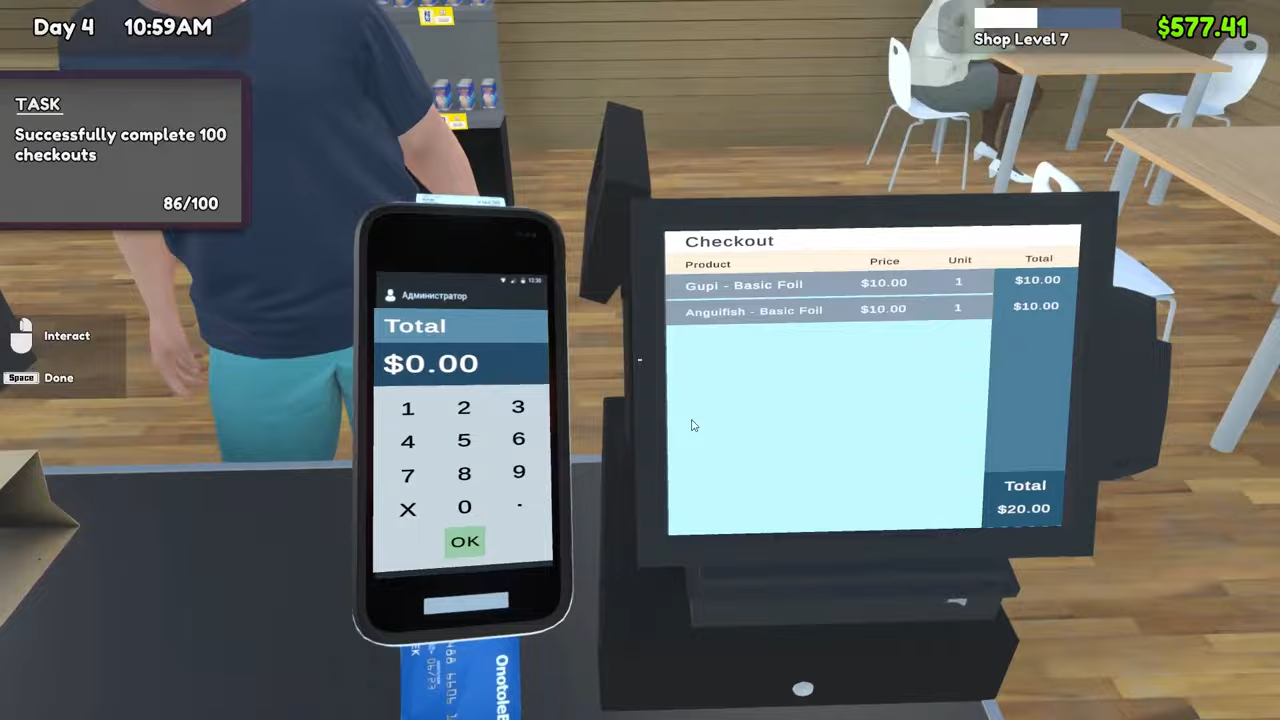 Day 4 10:59AM
Shop Level 7
$577.41
TASK
Successfully complete 100
checkouts
86/100
Interact
Space Done
Администратор
Total
$0.00
1 2 3
4 5 6
7 8 9
X 0 .
OK
Checkout
Product Price Unit Total
Gupi - Basic Foil $10.00 1 $10.00
Anguifish - Basic Foil $10.00 1 $10.00
Total
$20.00